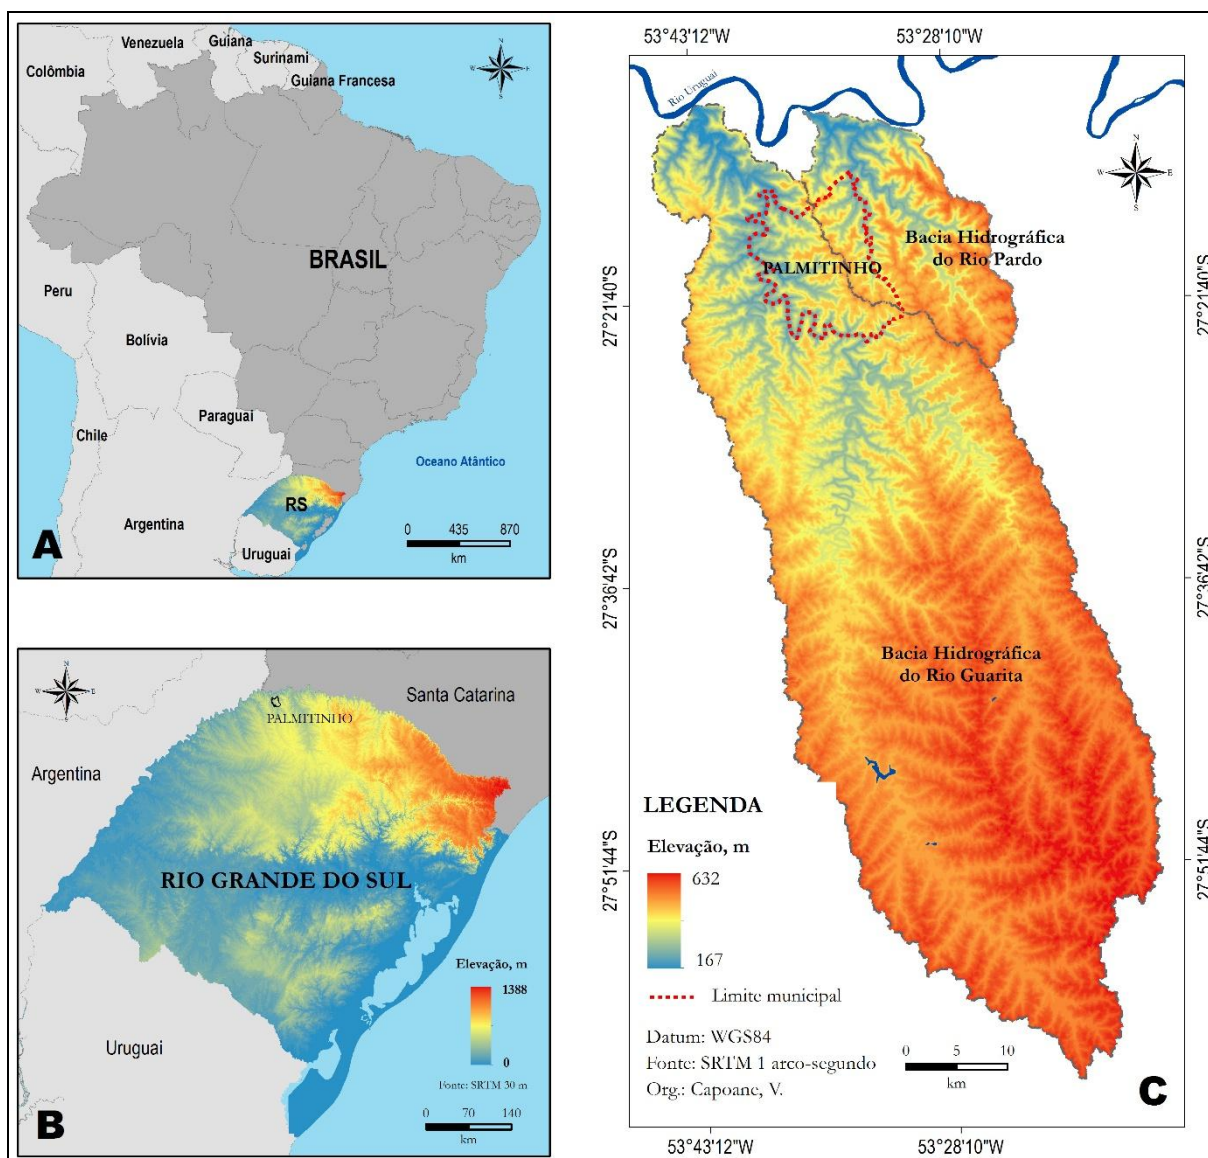 Venezuela
Guiana
Surinami
Guiana Francesa
Colômbia
N
W
E
S
BRASIL
Peru
Bolívia
Paraguai
Chile
Oceano Atântico
RS
Argentina
Uruguai
0 435 870
km
A
N
W
E
S
Santa Catarina
PALMITINHO
Argentina
RIO GRANDE DO SUL
Elevação, m
1388
0
Uruguai
Fonte: SRTM 30 m
0 70 140
km
B
53°43'12"W 53°28'10"W
Rio Uruguai
N
W
E
S
Bacia Hidrográfica
do Rio Pardo
PALMITINHO
27°21'40"S
27°21'40"S
27°36'42"S
27°36'42"S
Bacia Hidrográfica
do Rio Guarita
LEGENDA
Elevação, m
632
167
27°51'44"S
27°51'44"S
Limite municipal
Datum: WGS84
Fonte: SRTM 1 arco-segundo
Org.: Capoane, V.
0 5 10
km
C
53°43'12"W 53°28'10"W